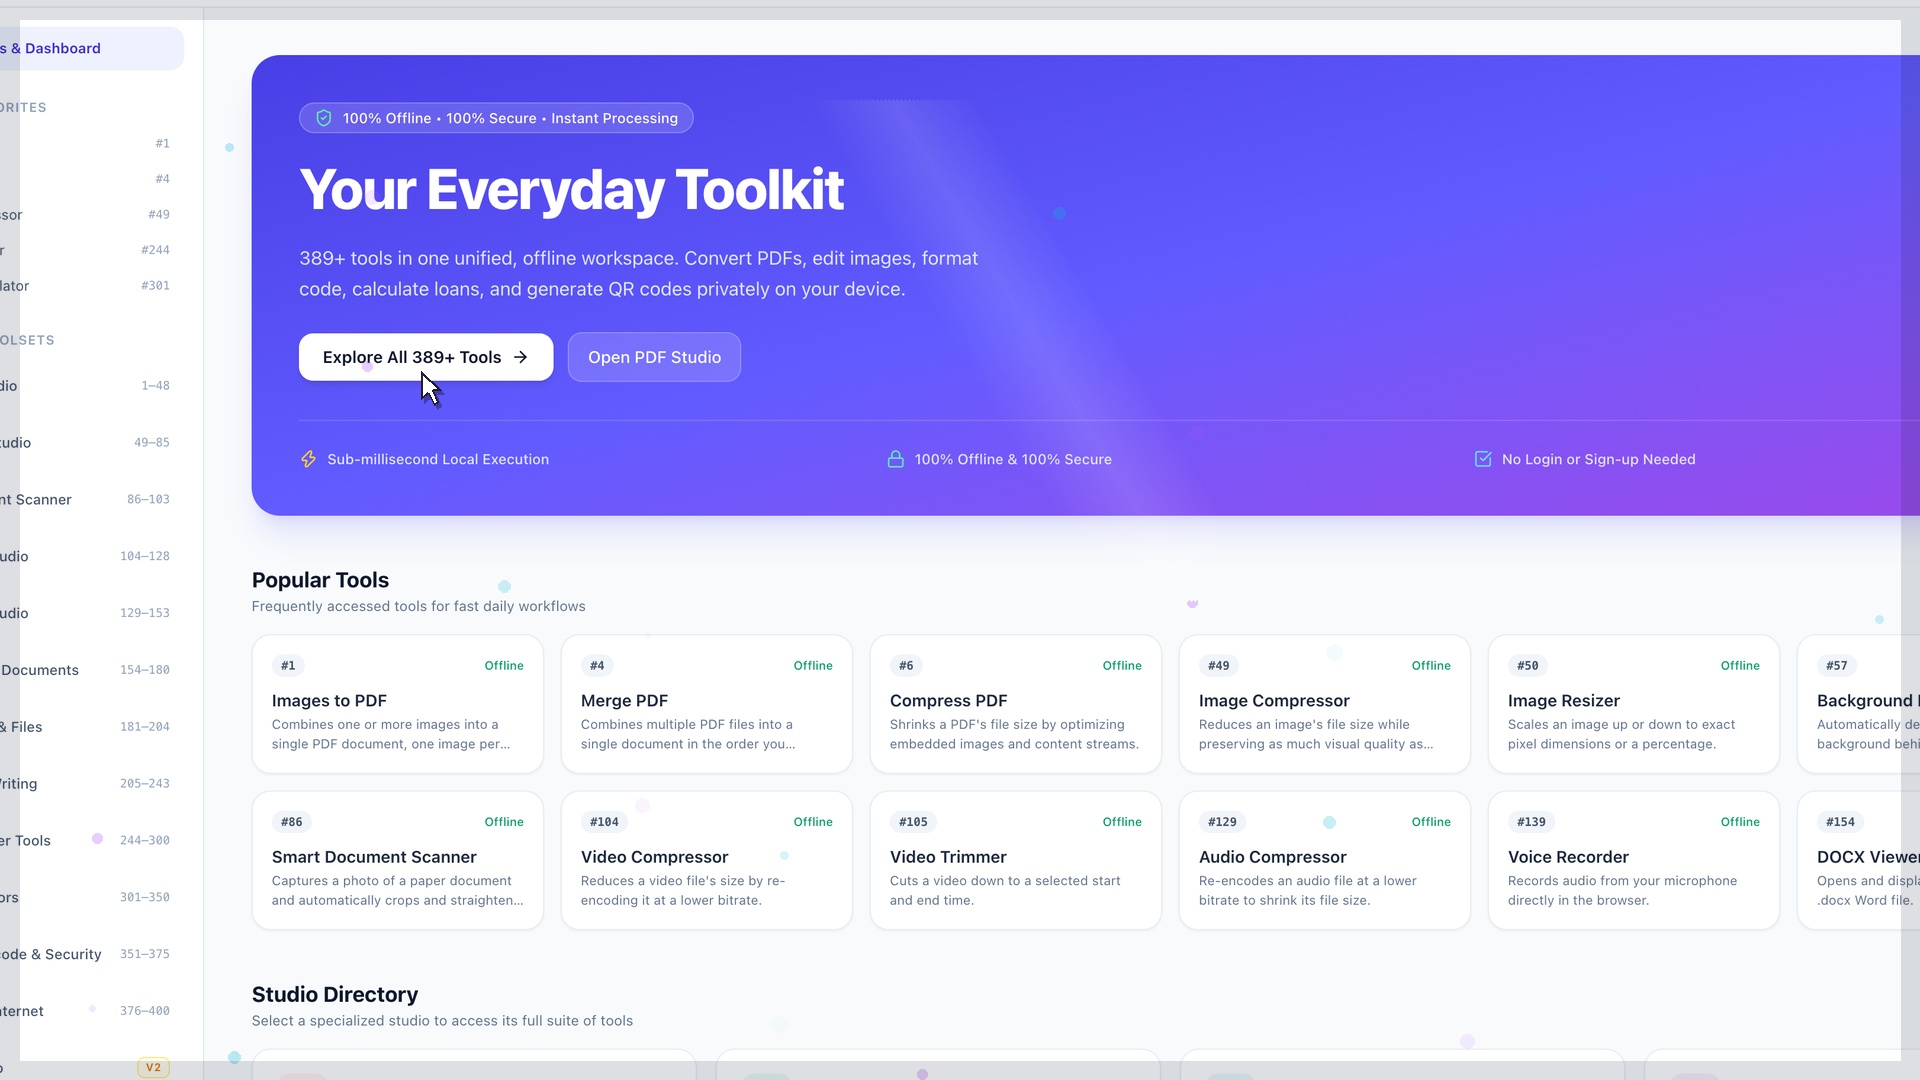 s & Dashboard
ORITES
#1
#4
ssor #49
r #244
lator #301
OLSETS
dio 1–48
tudio 49–85
nt Scanner 86–103
udio 104–128
udio 129–153
Documents 154–180
& Files 181–204
riting 205–243
er Tools 244–300
ors 301–350
code & Security 351–375
nternet 376–400
V2
100% Offline • 100% Secure • Instant Processing
Your Everyday Toolkit
389+ tools in one unified, offline workspace. Convert PDFs, edit images, format
code, calculate loans, and generate QR codes privately on your device.
Explore All 389+ Tools →
Open PDF Studio
Sub-millisecond Local Execution
100% Offline & 100% Secure
No Login or Sign-up Needed
Popular Tools
Frequently accessed tools for fast daily workflows
#1 Offline
Images to PDF
Combines one or more images into a
single PDF document, one image per...
#4 Offline
Merge PDF
Combines multiple PDF files into a
single document in the order you...
#6 Offline
Compress PDF
Shrinks a PDF's file size by optimizing
embedded images and content streams.
#49 Offline
Image Compressor
Reduces an image's file size while
preserving as much visual quality as...
#50 Offline
Image Resizer
Scales an image up or down to exact
pixel dimensions or a percentage.
#57
Background
Automatically de
background behi
#86 Offline
Smart Document Scanner
Captures a photo of a paper document
and automatically crops and straighten...
#104 Offline
Video Compressor
Reduces a video file's size by re-
encoding it at a lower bitrate.
#105 Offline
Video Trimmer
Cuts a video down to a selected start
and end time.
#129 Offline
Audio Compressor
Re-encodes an audio file at a lower
bitrate to shrink its file size.
#139 Offline
Voice Recorder
Records audio from your microphone
directly in the browser.
#154
DOCX Viewer
Opens and displa
.docx Word file.
Studio Directory
Select a specialized studio to access its full suite of tools